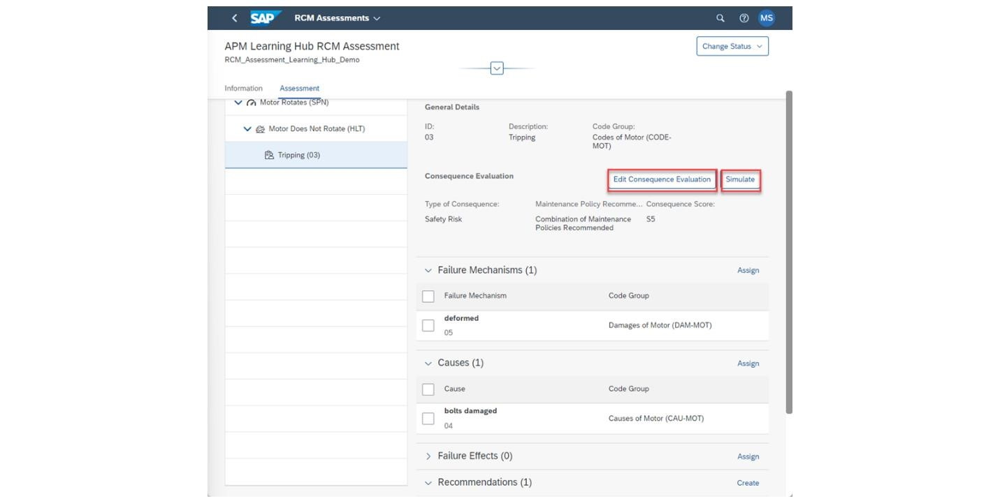 SAP
RCM Assessments
MS
APM Learning Hub RCM Assessment
RCM_Assessment_Learning_Hub_Demo
Change Status
Information
Assessment
Motor Rotates (SPN)
Motor Does Not Rotate (HLT)
Tripping (03)
General Details
ID:
Description:
Code Group:
03
Tripping
Codes of Motor (CODE-
MOT)
Consequence Evaluation
Edit Consequence Evaluation
Simulate
Type of Consequence:
Maintenance Policy Recomme...
Consequence Score:
Safety Risk
Combination of Maintenance
Policies Recommended
S5
Failure Mechanisms (1)
Assign
Failure Mechanism
Code Group
deformed
05
Damages of Motor (DAM-MOT)
Causes (1)
Assign
Cause
Code Group
bolts damaged
04
Causes of Motor (CAU-MOT)
Failure Effects (0)
Assign
Recommendations (1)
Create